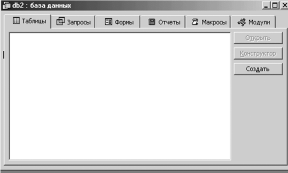 db2 : база данных
Таблицы Запросы Формы Отчеты Макросы Модули
Открыть
Конструктор
Создать